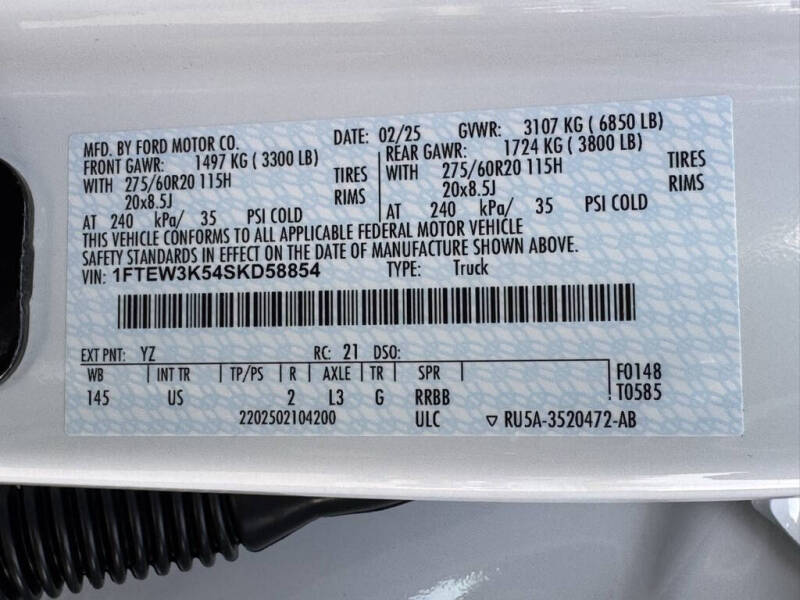 MFD. BY FORD MOTOR CO. DATE: 02/25 GVWR: 3107 KG ( 6850 LB)
FRONT GAWR: 1497 KG ( 3300 LB) REAR GAWR: 1724 KG ( 3800 LB)
WITH 275/60R20 115H TIRES WITH 275/60R20 115H TIRES
20x8.5J RIMS 20x8.5J RIMS
AT 240 kPa/ 35 PSI COLD AT 240 kPa/ 35 PSI COLD
THIS VEHICLE CONFORMS TO ALL APPLICABLE FEDERAL MOTOR VEHICLE
SAFETY STANDARDS IN EFFECT ON THE DATE OF MANUFACTURE SHOWN ABOVE.
VIN: 1FTEW3K54SKD58854 TYPE: Truck
EXT PNT: YZ RC: 21 DSO:
WB INT TR TP/PS R AXLE TR SPR F0148
145 US 2 L3 G RRBB T0585
2202502104200 ULC ▽ RU5A-3520472-AB